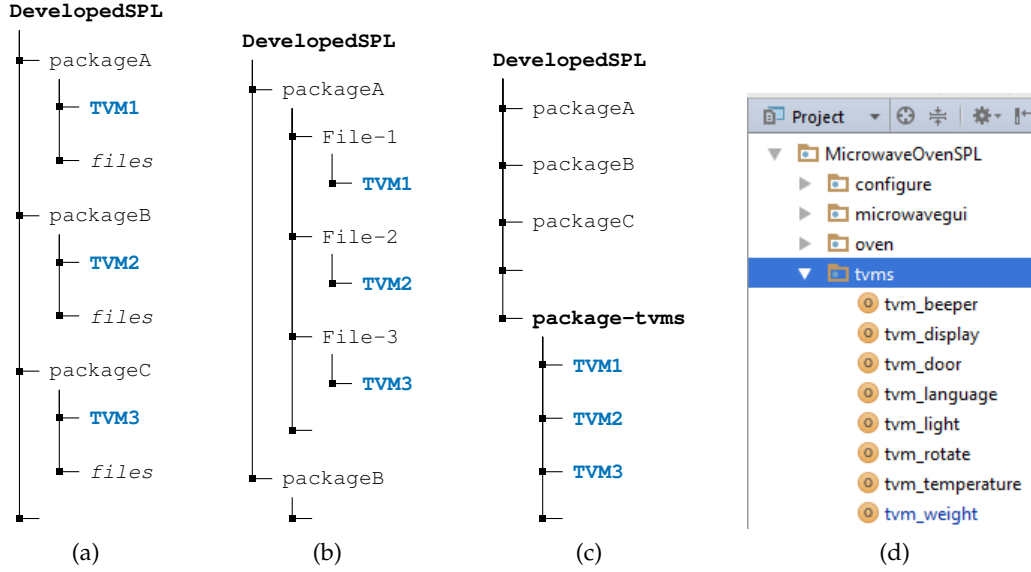 DevelopedSPL
packageA
TVM1
files
packageB
TVM2
files
packageC
TVM3
files
(a)
DevelopedSPL
packageA
File-1
TVM1
File-2
TVM2
File-3
TVM3
packageB
(b)
DevelopedSPL
packageA
packageB
packageC
package-tvms
TVM1
TVM2
TVM3
(c)
Project
MicrowaveOvenSPL
configure
microwavegui
oven
tvms
tvm_beeper
tvm_display
tvm_door
tvm_language
tvm_light
tvm_rotate
tvm_temperature
tvm_weight
(d)